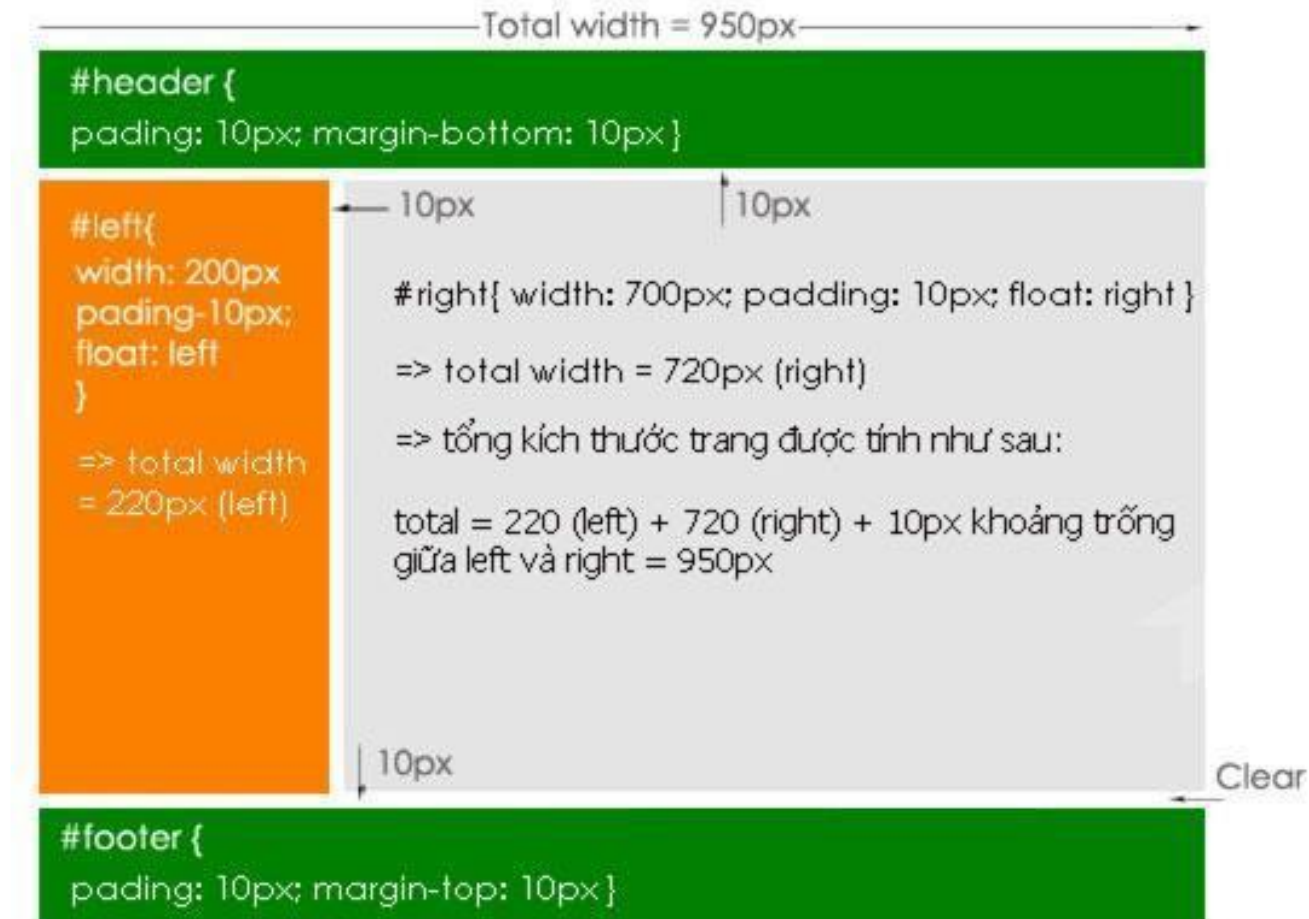 Total width = 950px
#header {
pading: 10px; margin-bottom: 10px }
#left{
width: 200px
pading-10px;
float: left
}
=> total width
= 220px (left)
10px
10px
#right{ width: 700px; padding: 10px; float: right }
=> total width = 720px (right)
=> tổng kích thước trang được tính như sau:
total = 220 (left) + 720 (right) + 10px khoảng trống
giữa left và right = 950px
10px
Clear
#footer {
pading: 10px; margin-top: 10px }